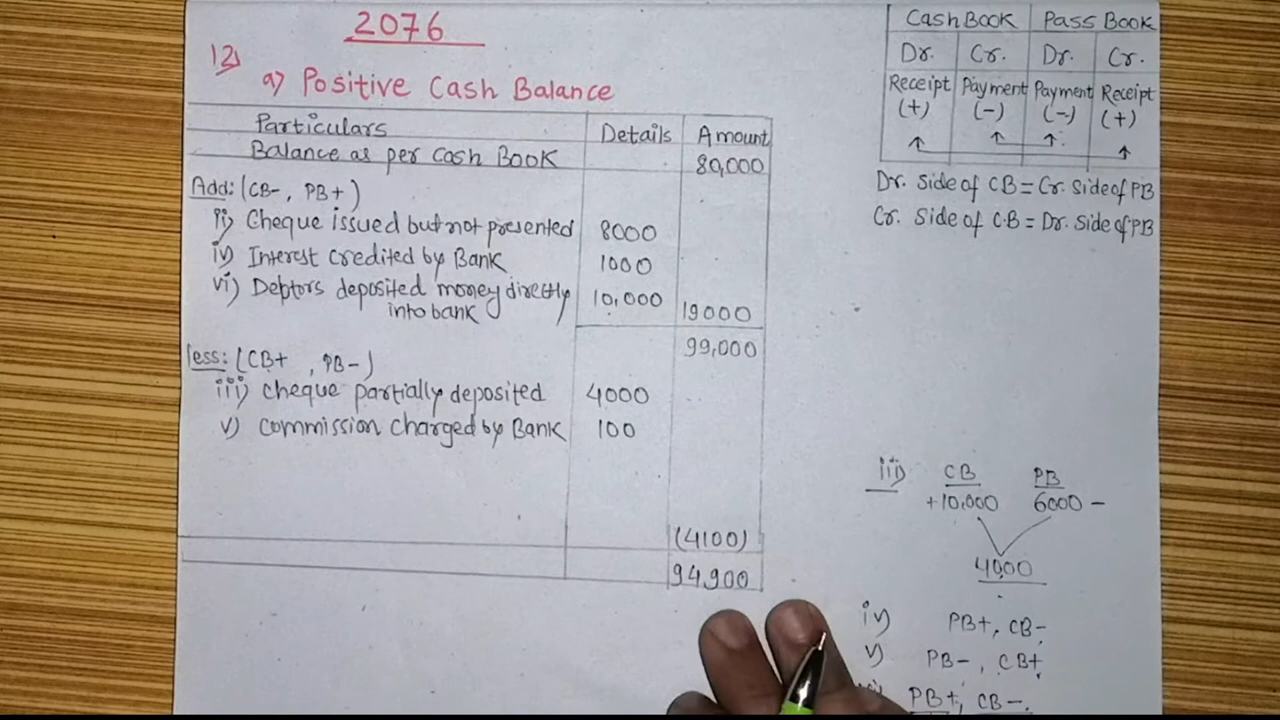 2076
12)
a) Positive Cash Balance
Particulars Details Amount
Balance as per Cash Book 80,000
Add: (CB-, PB+)
ii) Cheque issued but not presented 8000
iv) Interest credited by Bank 1000
vi) Debtors deposited money directly 10,000
into bank 19000
99,000
less: (CB+ , PB-)
iii) Cheque partially deposited 4000
v) Commission charged by Bank 100
(4100)
94,900
Cash Book Pass Book
Dr. Cr. Dr. Cr.
Receipt Payment Payment Receipt
(+) (-) (-) (+)
Dr. Side of CB = Cr. Side of PB
Cr. Side of CB = Dr. Side of PB
iii) CB PB
+10,000 6000 -
4000
iv) PB+, CB-
v) PB-, CB+
PB+, CB-.